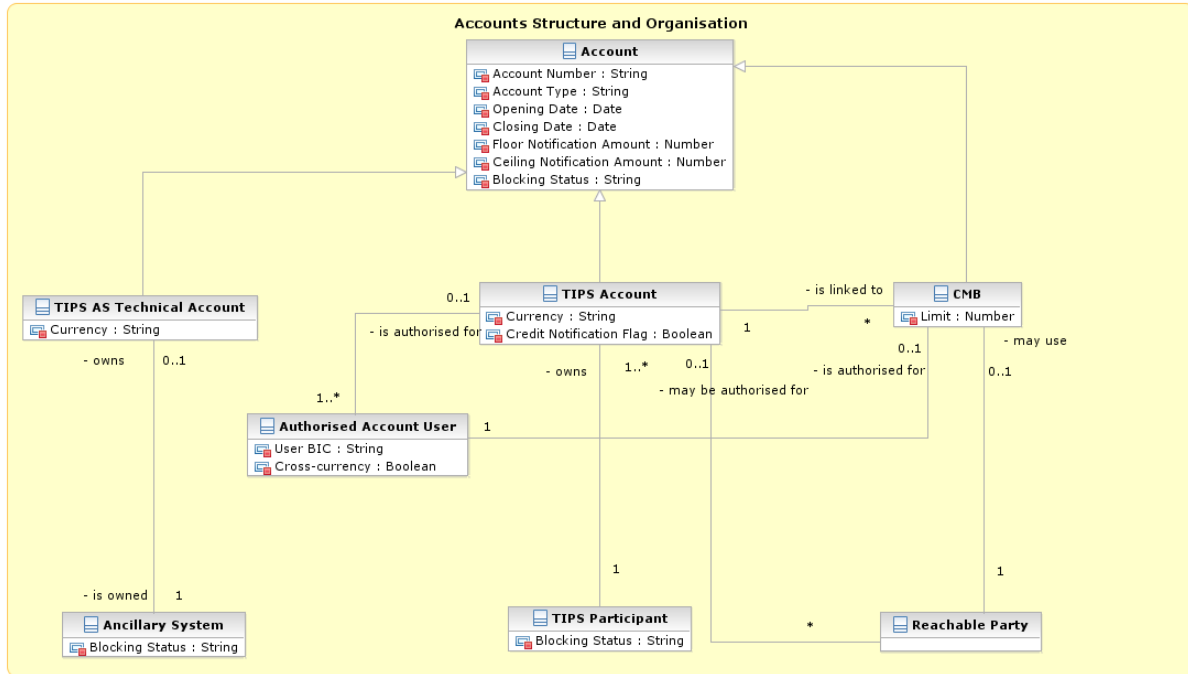 Accounts Structure and Organisation
Account
Account Number : String
Account Type : String
Opening Date : Date
Closing Date : Date
Floor Notification Amount : Number
Ceiling Notification Amount : Number
Blocking Status : String
TIPS AS Technical Account
Currency : String
TIPS Account
Currency : String
Credit Notification Flag : Boolean
CMB
Limit : Number
- is linked to
1
*
0..1
- is authorised for
1..*
- owns
0..1
- owns
1..*
0..1
- may be authorised for
0..1
- is authorised for
- may use
0..1
Authorised Account User
User BIC : String
Cross-currency : Boolean
1
- is owned
1
1
1
*
Ancillary System
Blocking Status : String
TIPS Participant
Blocking Status : String
Reachable Party